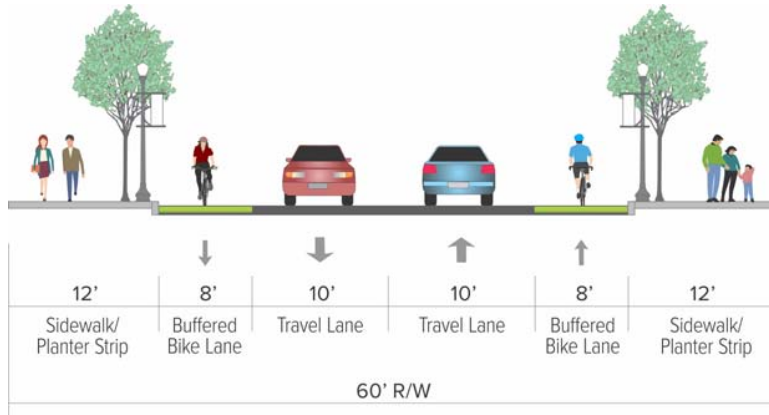 12’ 8’ 10’ 10’ 8’ 12’
Sidewalk/ Buffered Travel Lane Travel Lane Buffered Sidewalk/
Planter Strip Bike Lane Bike Lane Planter Strip
60’ R/W